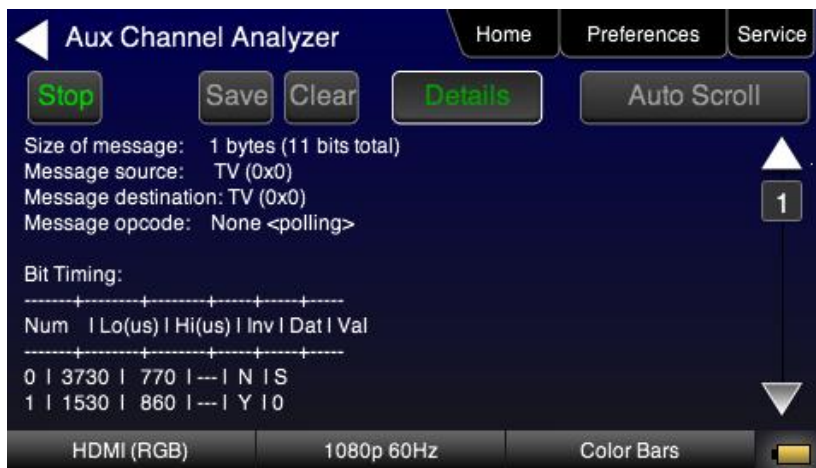 Aux Channel Analyzer Home Preferences Service
Stop Save Clear Details Auto Scroll
Size of message: 1 bytes (11 bits total)
Message source: TV (0x0)
Message destination: TV (0x0)
Message opcode: None <polling>
1
Bit Timing:
-------+--------+--------+-----+-----+-----
Num | Lo(us) | Hi(us) | Inv | Dat | Val
-------+--------+--------+-----+-----+-----
0 | 3730 | 770 |---| N | S
1 | 1530 | 860 |---| Y | 0
HDMI (RGB) 1080p 60Hz Color Bars